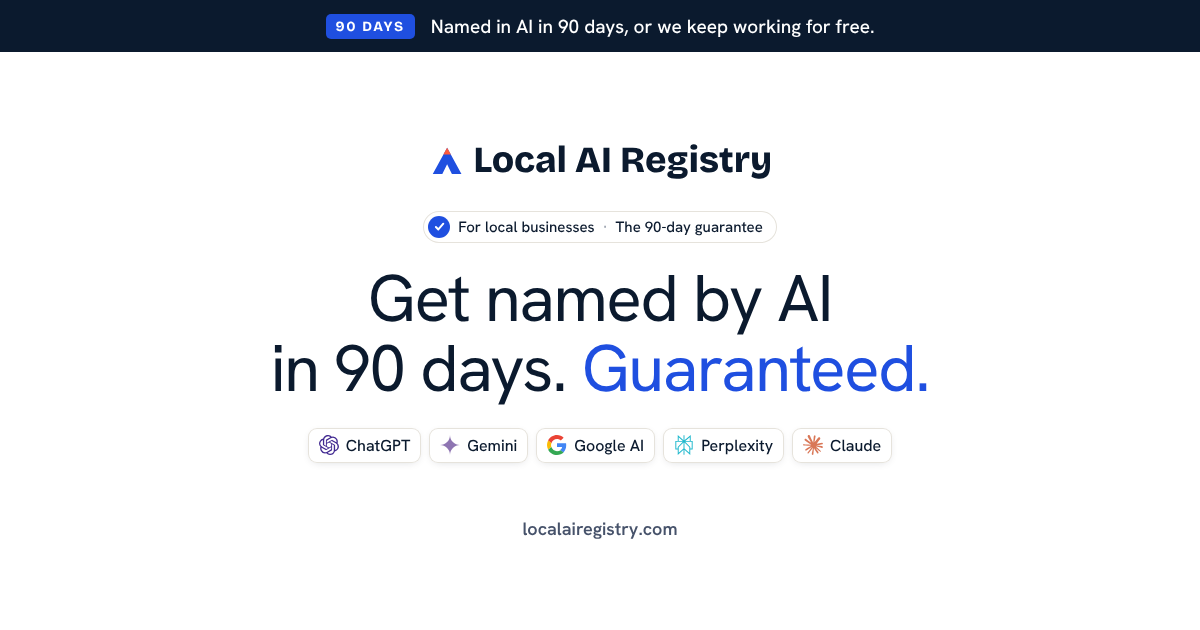 90 DAYS Named in AI in 90 days, or we keep working for free.
Local AI Registry
For local businesses · The 90-day guarantee
Get named by AI
in 90 days. Guaranteed.
ChatGPT Gemini Google AI Perplexity Claude
localairegistry.com